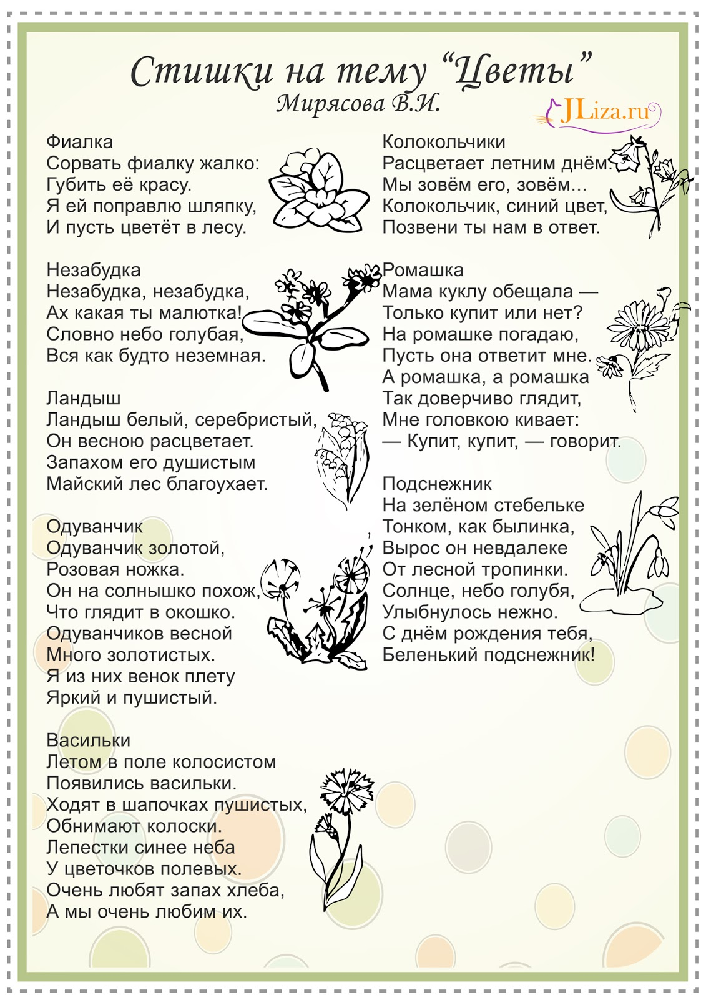 Стишки на тему “Цветы”
Мирясова В.И.
JLiza.ru
Фиалка
Сорвать фиалку жалко:
Губить её красу.
Я ей поправлю шляпку,
И пусть цветёт в лесу.
Незабудка
Незабудка, незабудка,
Ах какая ты малютка!
Словно небо голубая,
Вся как будто неземная.
Ландыш
Ландыш белый, серебристый,
Он весною расцветает.
Запахом его душистым
Майский лес благоухает.
Одуванчик
Одуванчик золотой,
Розовая ножка.
Он на солнышко похож,
Что глядит в окошко.
Одуванчиков весной
Много золотистых.
Я из них венок плету
Яркий и пушистый.
Васильки
Летом в поле колосистом
Появились васильки.
Ходят в шапочках пушистых,
Обнимают колоски.
Лепестки синее неба
У цветочков полевых.
Очень любят запах хлеба,
А мы очень любим их.
Колокольчики
Расцветает летним днём.
Мы зовём его, зовём...
Колокольчик, синий цвет,
Позвени ты нам в ответ.
Ромашка
Мама куклу обещала —
Только купит или нет?
На ромашке погадаю,
Пусть она ответит мне.
А ромашка, а ромашка
Так доверчиво глядит,
Мне головкою кивает:
— Купит, купит, — говорит.
Подснежник
На зелёном стебельке
Тонком, как былинка,
Вырос он невдалеке
От лесной тропинки.
Солнце, небо голубя,
Улыбнулось нежно.
С днём рождения тебя,
Беленький подснежник!